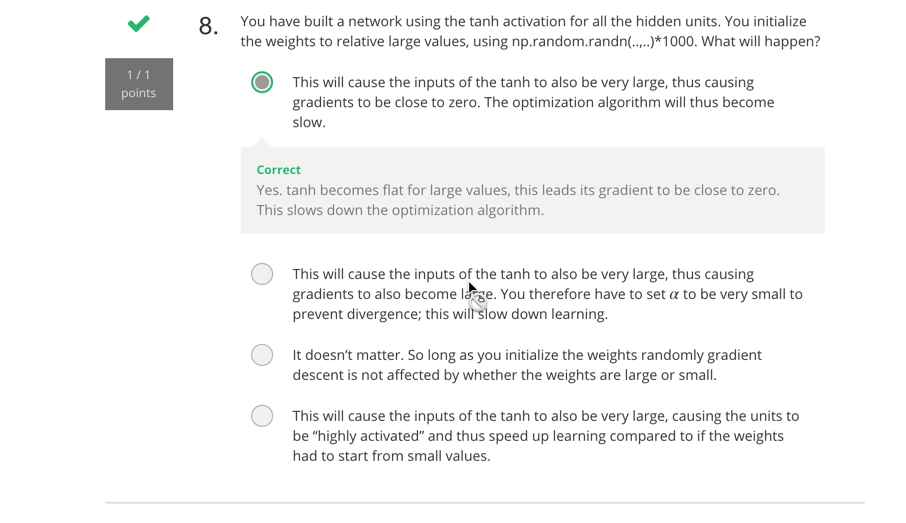 8.
You have built a network using the tanh activation for all the hidden units. You initialize
the weights to relative large values, using np.random.randn(..,..)*1000. What will happen?
1 / 1
points
This will cause the inputs of the tanh to also be very large, thus causing
gradients to be close to zero. The optimization algorithm will thus become
slow.
Correct
Yes. tanh becomes flat for large values, this leads its gradient to be close to zero.
This slows down the optimization algorithm.
This will cause the inputs of the tanh to also be very large, thus causing
gradients to also become large. You therefore have to set α to be very small to
prevent divergence; this will slow down learning.
It doesn’t matter. So long as you initialize the weights randomly gradient
descent is not affected by whether the weights are large or small.
This will cause the inputs of the tanh to also be very large, causing the units to
be “highly activated” and thus speed up learning compared to if the weights
had to start from small values.